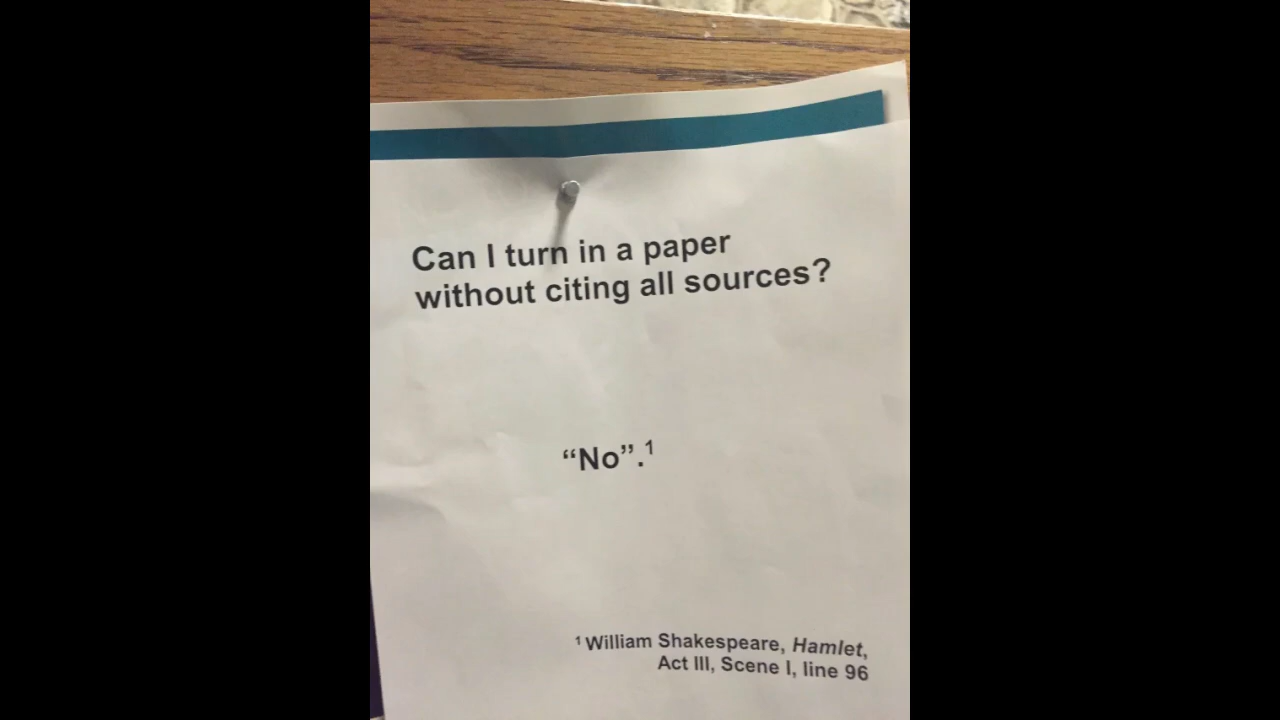 Can I turn in a paper
without citing all sources?
“No”.¹
¹ William Shakespeare, Hamlet,
Act III, Scene I, line 96